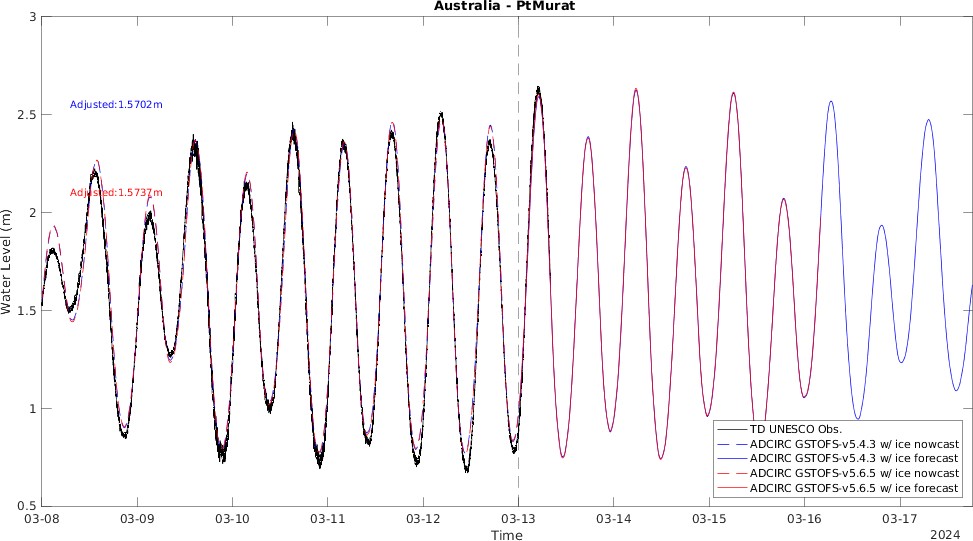 Australia - PtMurat
3
2.5
2
1.5
1
0.5
Water Level (m)
Adjusted:1.5702m
Adjusted:1.5737m
TD UNESCO Obs.
ADCIRC GSTOFS-v5.4.3 w/ ice nowcast
ADCIRC GSTOFS-v5.4.3 w/ ice forecast
ADCIRC GSTOFS-v5.6.5 w/ ice nowcast
ADCIRC GSTOFS-v5.6.5 w/ ice forecast
03-08 03-09 03-10 03-11 03-12 03-13 03-14 03-15 03-16 03-17
Time
2024